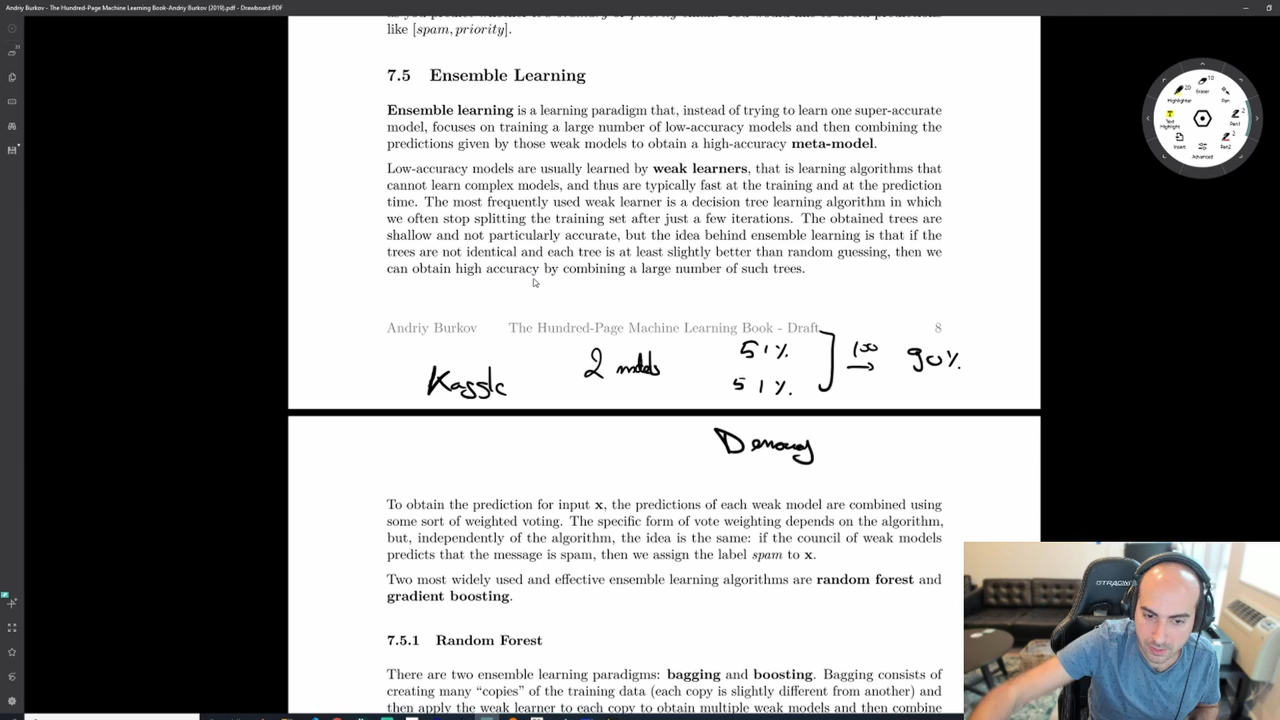 Andriy Burkov - The Hundred-Page Machine Learning Book-Andriy Burkov (2019).pdf - Drawboard PDF
like [spam, priority].
7.5 Ensemble Learning
Ensemble learning is a learning paradigm that, instead of trying to learn one super-accurate
model, focuses on training a large number of low-accuracy models and then combining the
predictions given by those weak models to obtain a high-accuracy meta-model.
Low-accuracy models are usually learned by weak learners, that is learning algorithms that
cannot learn complex models, and thus are typically fast at the training and at the prediction
time. The most frequently used weak learner is a decision tree learning algorithm in which
we often stop splitting the training set after just a few iterations. The obtained trees are
shallow and not particularly accurate, but the idea behind ensemble learning is that if the
trees are not identical and each tree is at least slightly better than random guessing, then we
can obtain high accuracy by combining a large number of such trees.
Andriy Burkov The Hundred-Page Machine Learning Book - Draft 8
Kaggle 2 models 51% 51% 100 → 90%
To obtain the prediction for input x, the predictions of each weak model are combined using
some sort of weighted voting. The specific form of vote weighting depends on the algorithm,
but, independently of the algorithm, the idea is the same: if the council of weak models
predicts that the message is spam, then we assign the label spam to x.
Two most widely used and effective ensemble learning algorithms are random forest and
gradient boosting.
7.5.1 Random Forest
There are two ensemble learning paradigms: bagging and boosting. Bagging consists of
creating many “copies” of the training data (each copy is slightly different from another) and
then apply the weak learner to each copy to obtain multiple weak models and then combine
Highlighter
Eraser
Pen
Text Highlight
Pen1
Insert
Pen2
Advanced
DTRACING